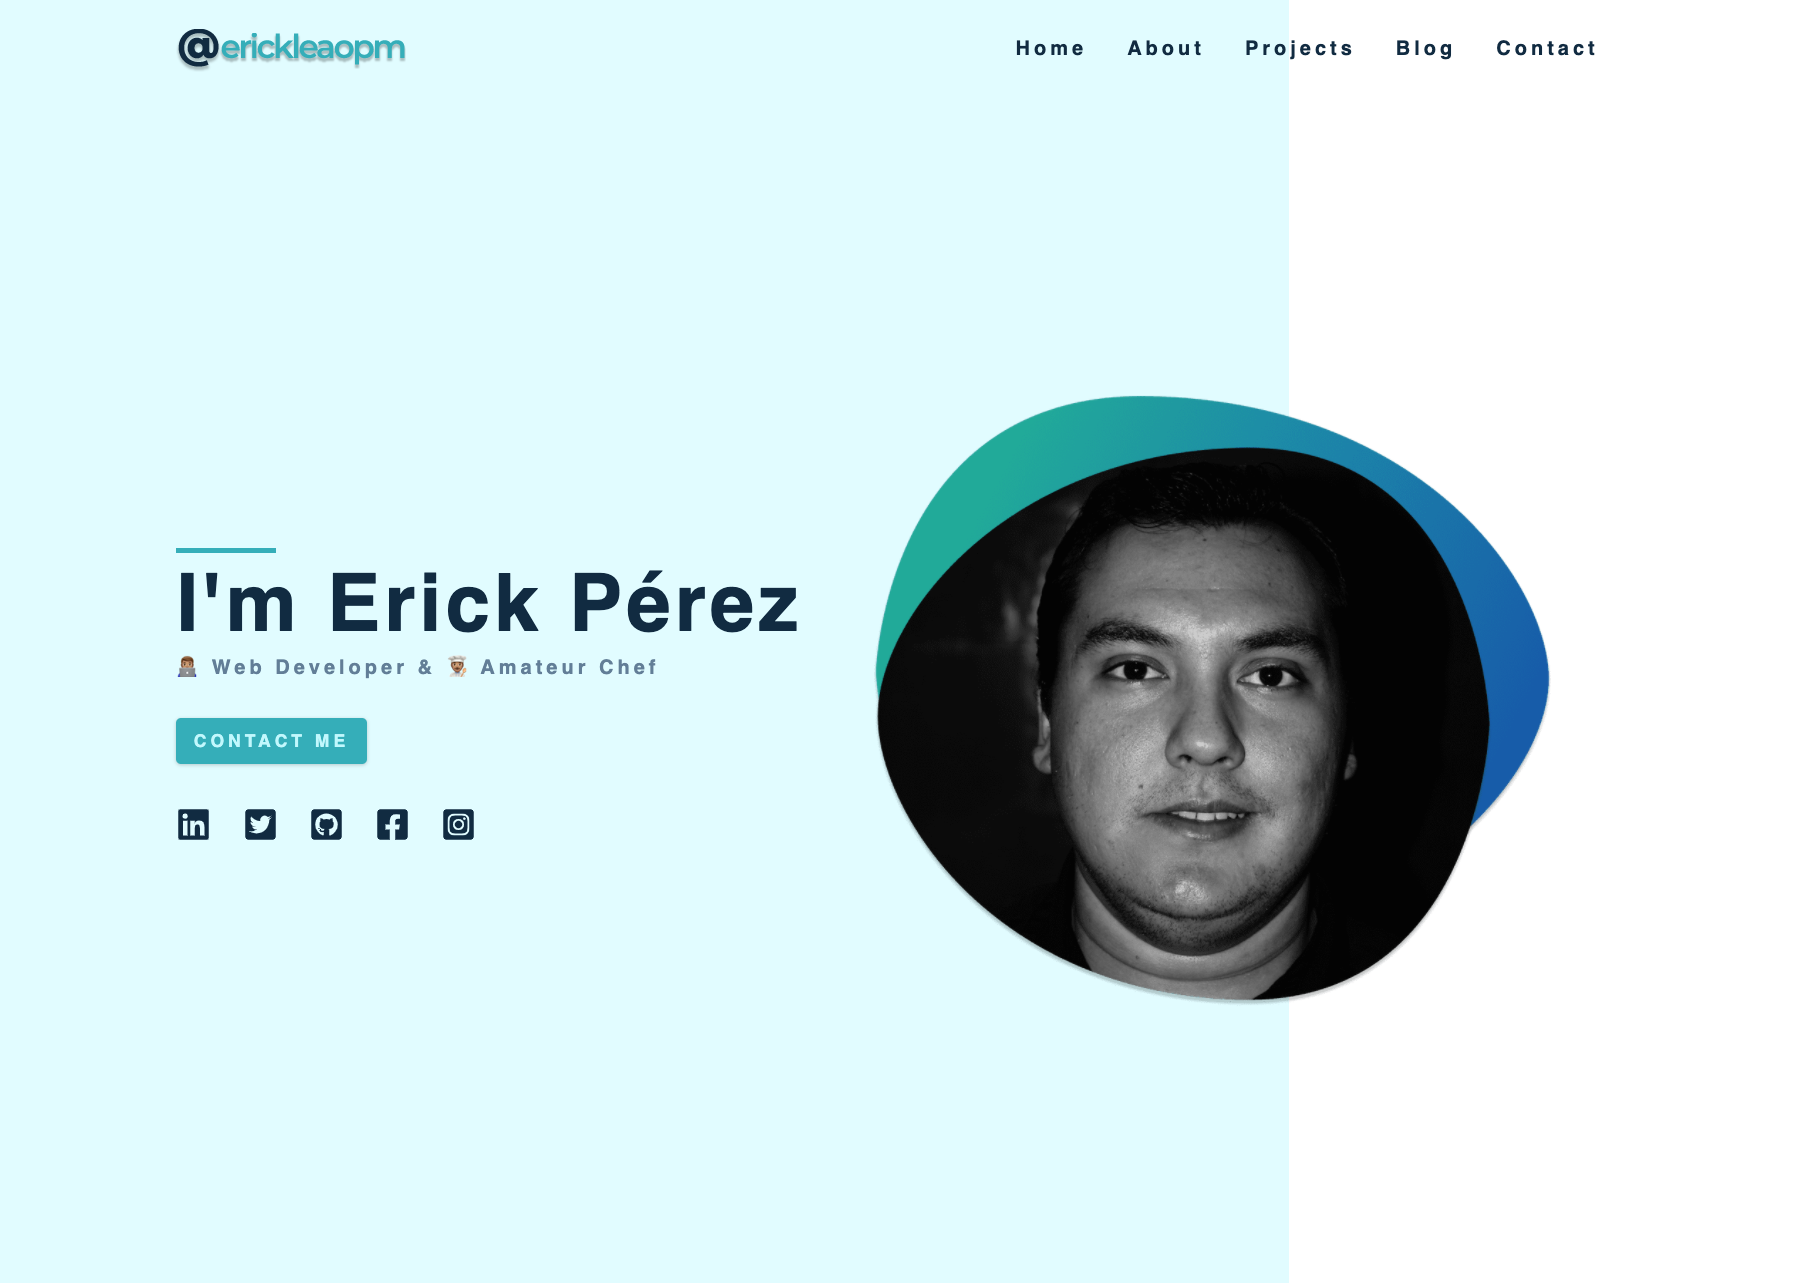 @erickleaopm
Home About Projects Blog Contact
I'm Erick Pérez
👨🏽‍💻 Web Developer & 👨🏽‍🍳 Amateur Chef
CONTACT ME